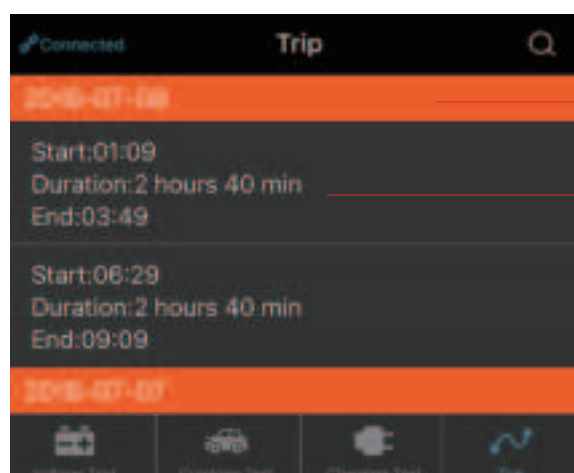 Connected
Trip
Start:01:09
Duration:2 hours 40 min
End:03:49
Start:06:29
Duration:2 hours 40 min
End:09:09